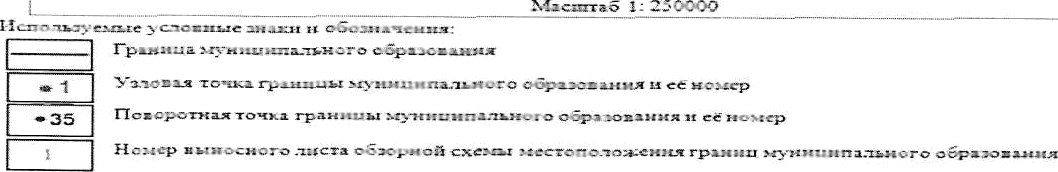 Масштаб 1: 250000
Используемые условные знаки и обозначения:
Граница муниципального образования
1 Узловая точка границы муниципального образования и её номер
35 Поворотная точка границы муниципального образования и её номер
1 Номер выносного листа обзорной схемы местоположения границ муниципального образования